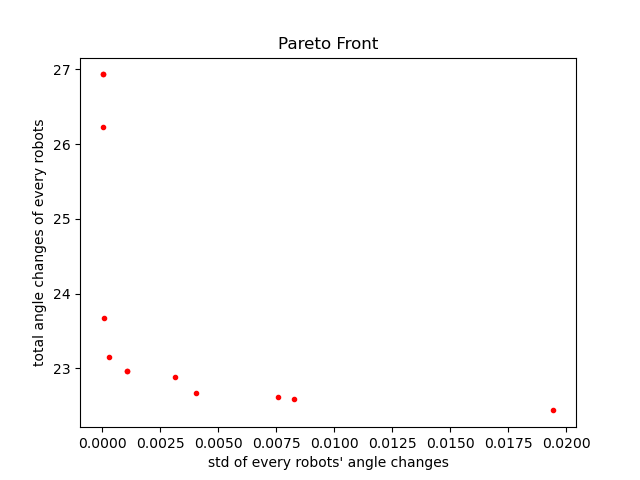 Pareto Front
27
26
25
24
23
total angle changes of every robots
0.0000 0.0025 0.0050 0.0075 0.0100 0.0125 0.0150 0.0175 0.0200
std of every robots' angle changes